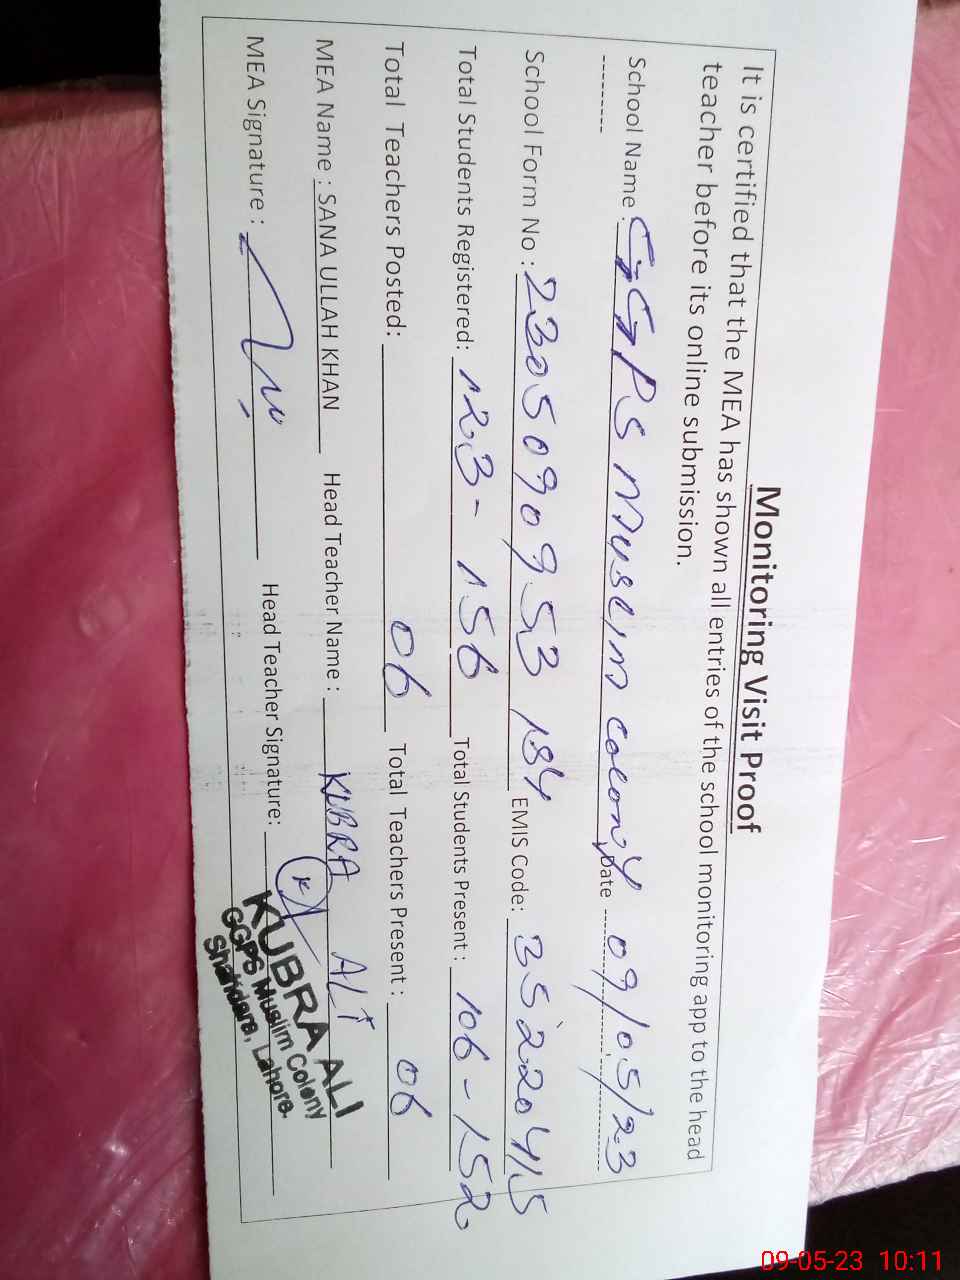 Monitoring Visit Proof
It is certified that the MEA has shown all entries of the school monitoring app to the head
teacher before its online submission.
School Name: GGPS Muslim colony Date 09/05/23
School Form No: 2305090953 184 EMIS Code: 35220415
Total Students Registered: 123-156 Total Students Present: 106-152
Total Teachers Posted: 06 Total Teachers Present: 06
MEA Name: SANA ULLAH KHAN Head Teacher Name: KUBRA ALI
MEA Signature: Head Teacher Signature:
KUBRA ALI
GGPS Muslim Colony
Shahdara, Lahore.
09-05-23 10:11